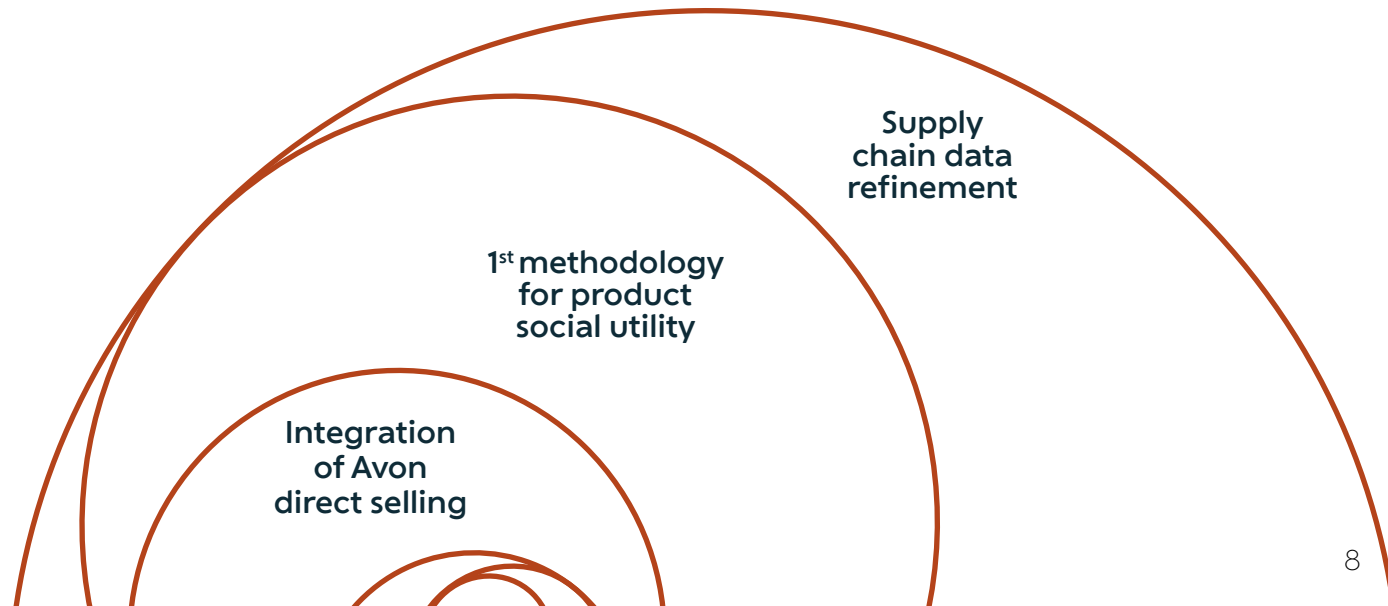 Supply
chain data
refinement
1st methodology
for product
social utility
Integration
of Avon
direct selling
8